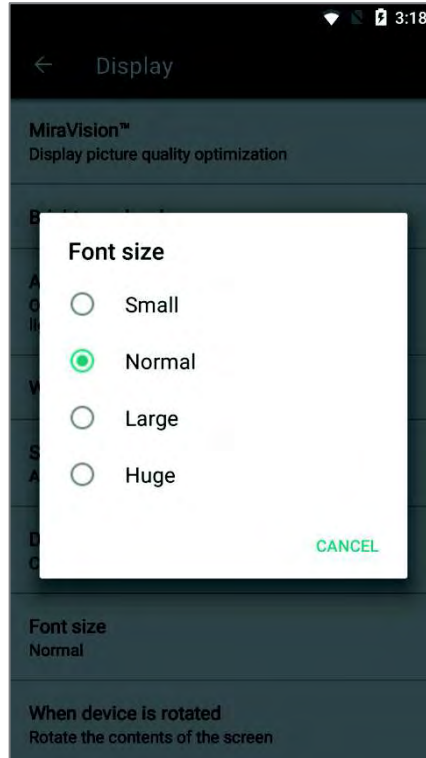 3:18
Display
MiraVision™
Display picture quality optimization
Font size
Small
Normal
Large
Huge
CANCEL
Font size
Normal
When device is rotated
Rotate the contents of the screen